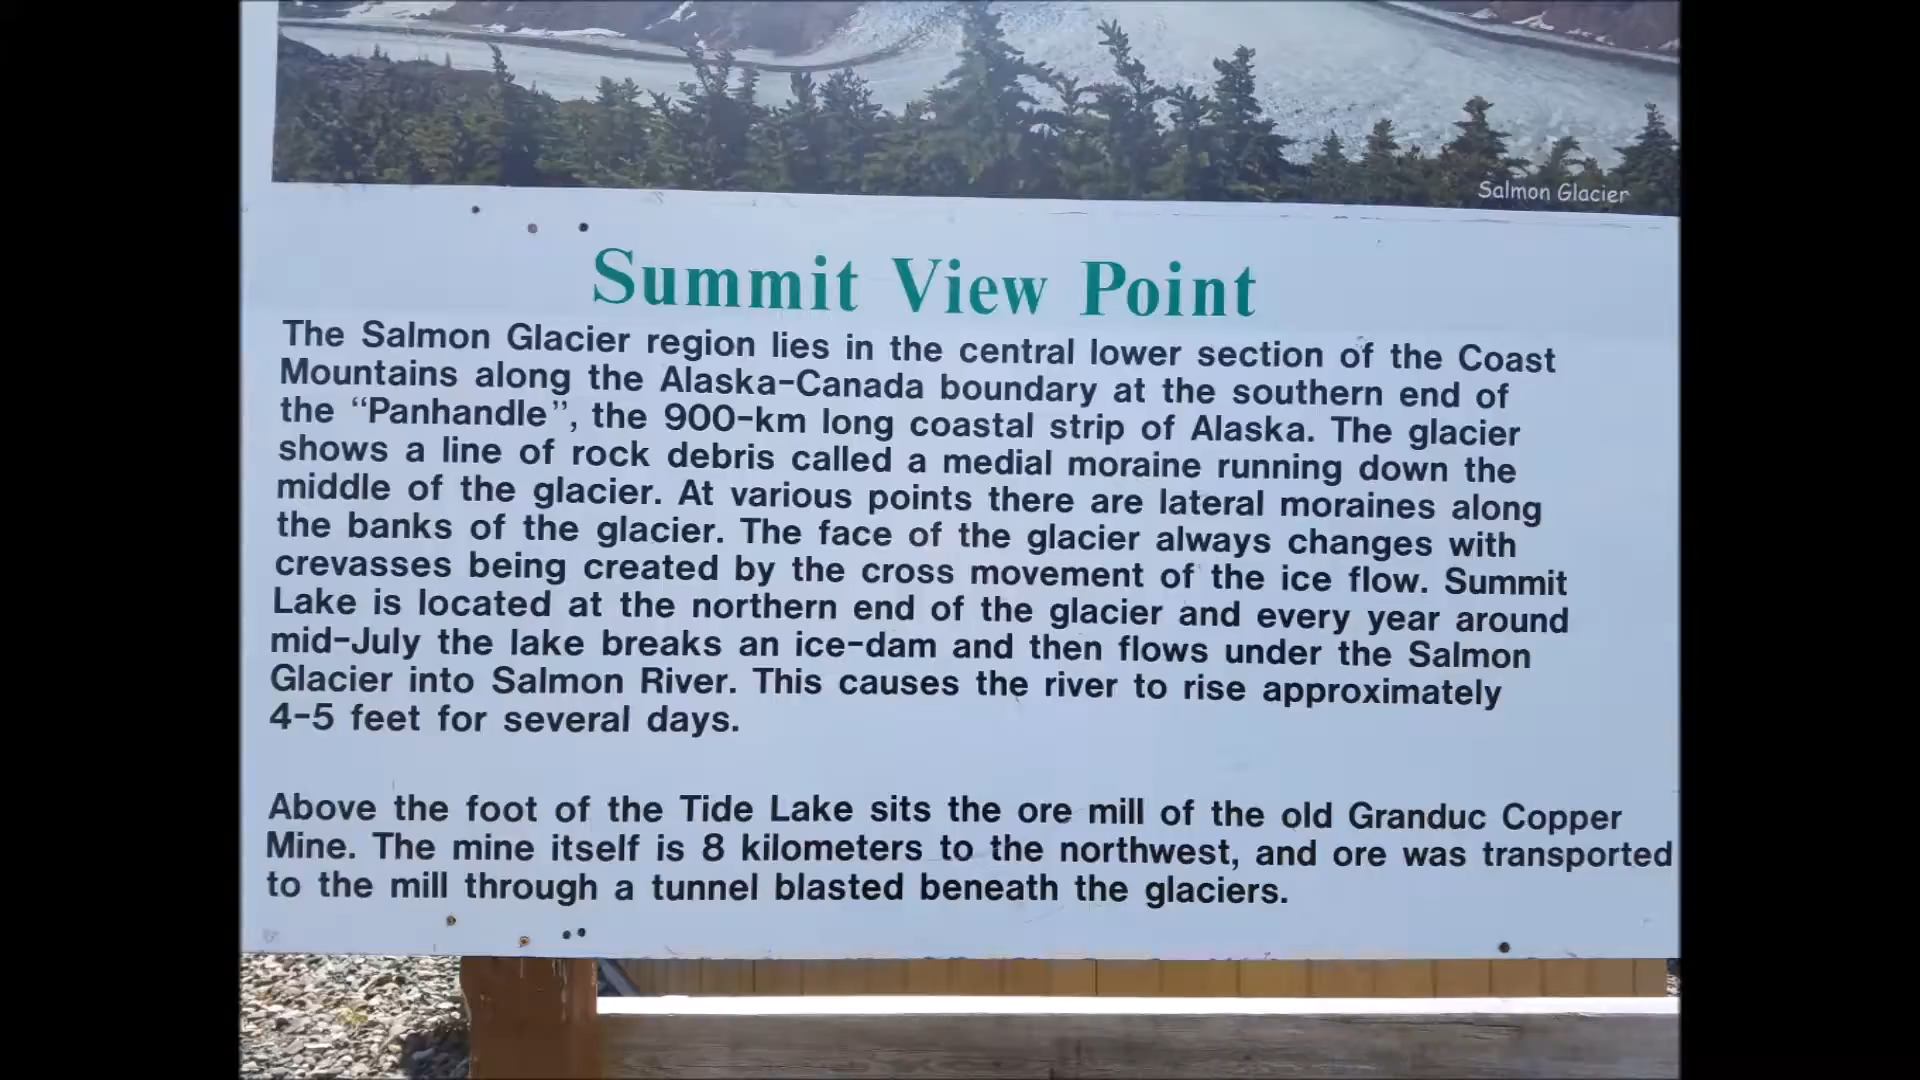 Salmon Glacier
Summit View Point
The Salmon Glacier region lies in the central lower section of the Coast
Mountains along the Alaska-Canada boundary at the southern end of
the “Panhandle”, the 900-km long coastal strip of Alaska. The glacier
shows a line of rock debris called a medial moraine running down the
middle of the glacier. At various points there are lateral moraines along
the banks of the glacier. The face of the glacier always changes with
crevasses being created by the cross movement of the ice flow. Summit
Lake is located at the northern end of the glacier and every year around
mid-July the lake breaks an ice-dam and then flows under the Salmon
Glacier into Salmon River. This causes the river to rise approximately
4-5 feet for several days.
Above the foot of the Tide Lake sits the ore mill of the old Granduc Copper
Mine. The mine itself is 8 kilometers to the northwest, and ore was transported
to the mill through a tunnel blasted beneath the glaciers.